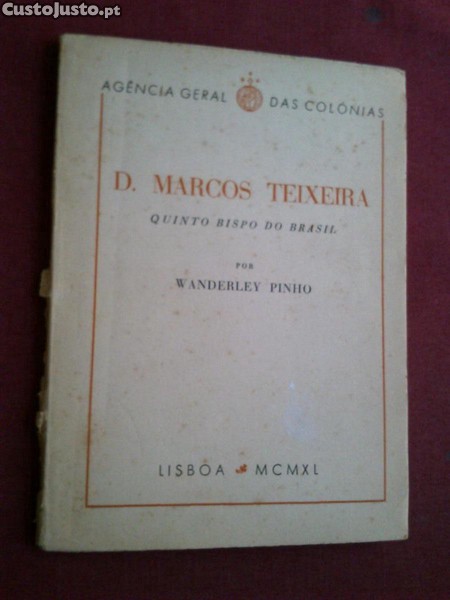 CustoJusto.pt
AGÊNCIA GERAL DAS COLÓNIAS
D. MARCOS TEIXEIRA
QUINTO BISPO DO BRASIL
POR
WANDERLEY PINHO
LISBOA MCMXL